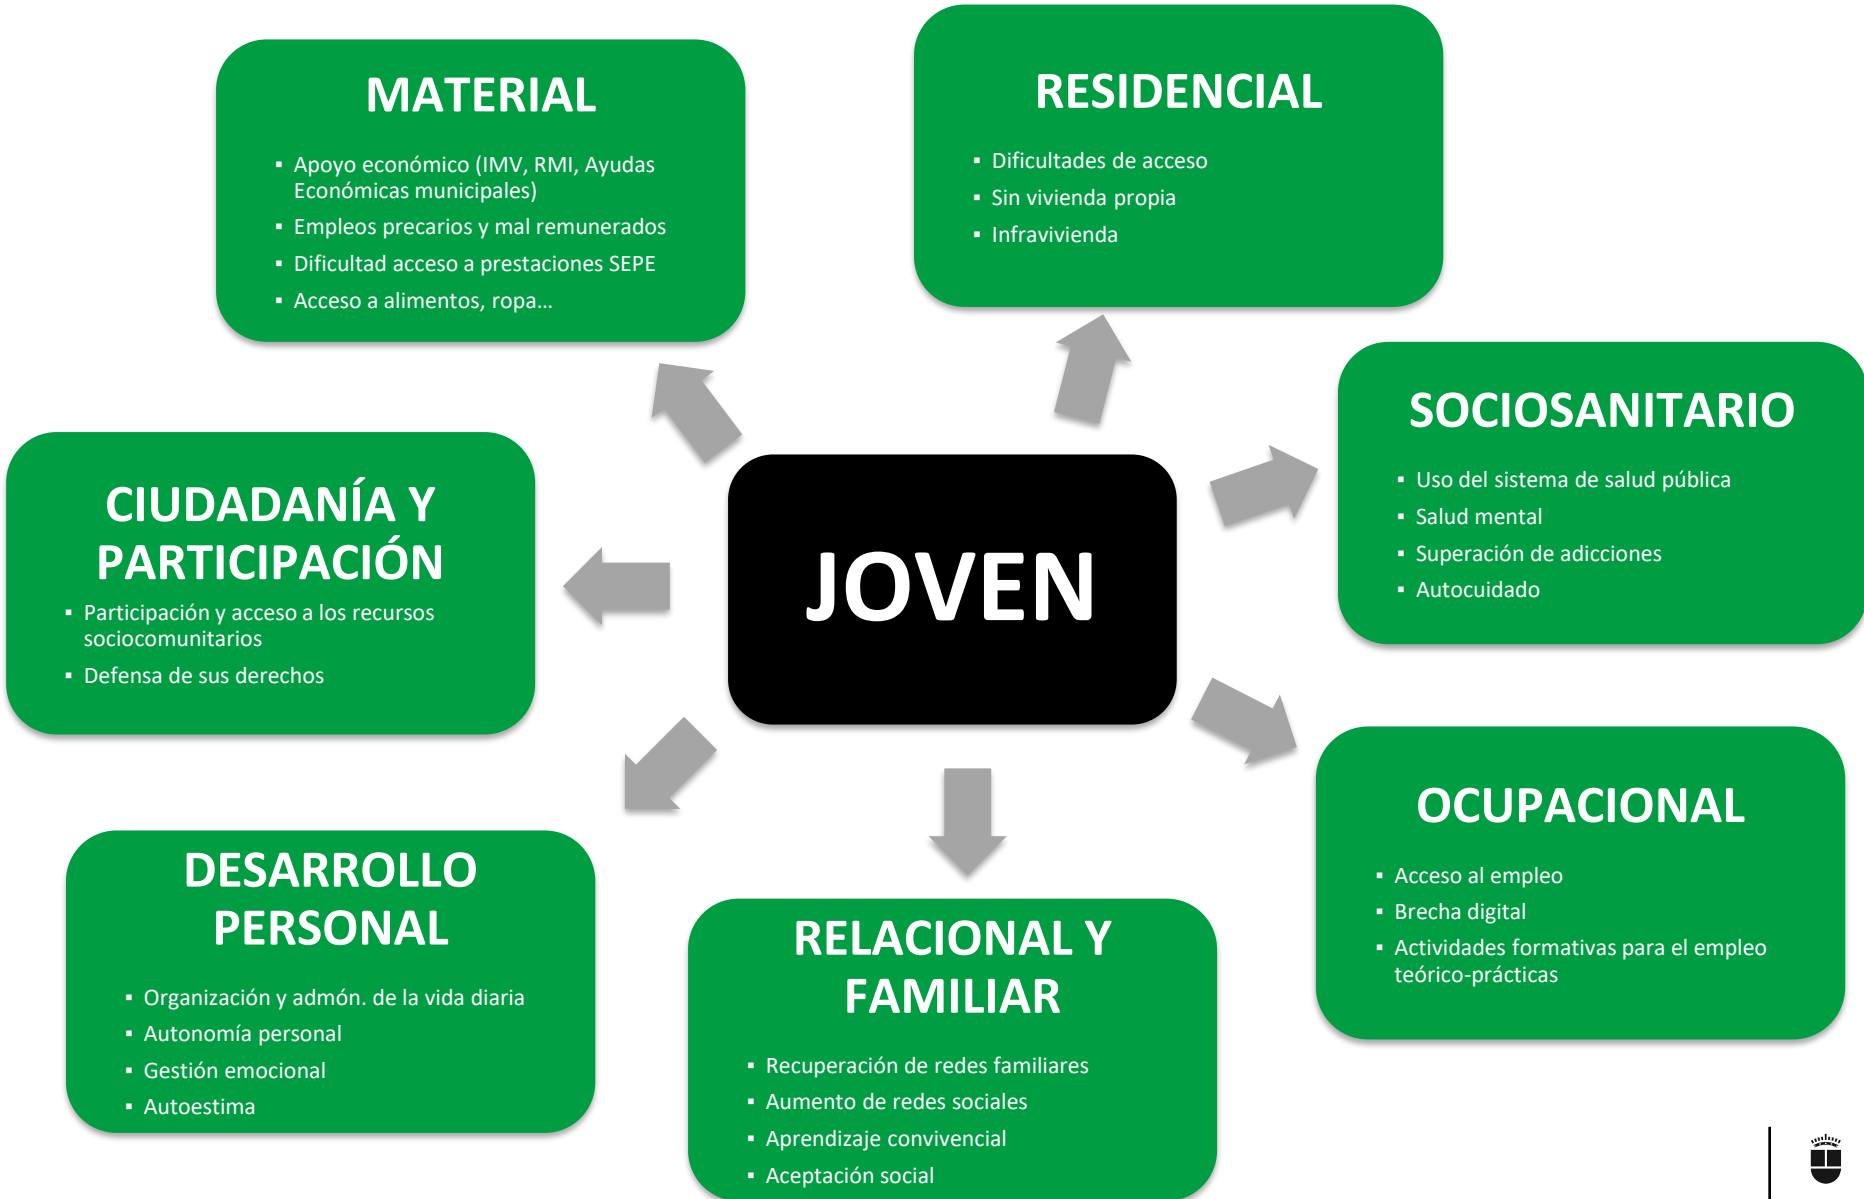 MATERIAL
▪ Apoyo económico (IMV, RMI, Ayudas
Económicas municipales)
▪ Empleos precarios y mal remunerados
▪ Dificultad acceso a prestaciones SEPE
▪ Acceso a alimentos, ropa...
RESIDENCIAL
▪ Dificultades de acceso
▪ Sin vivienda propia
▪ Infravivienda
SOCIOSANITARIO
▪ Uso del sistema de salud pública
▪ Salud mental
▪ Superación de adicciones
▪ Autocuidado
CIUDADANÍA Y
PARTICIPACIÓN
▪ Participación y acceso a los recursos
sociocomunitarios
▪ Defensa de sus derechos
JOVEN
OCUPACIONAL
▪ Acceso al empleo
▪ Brecha digital
▪ Actividades formativas para el empleo
teórico-prácticas
DESARROLLO
PERSONAL
▪ Organización y admón. de la vida diaria
▪ Autonomía personal
▪ Gestión emocional
▪ Autoestima
RELACIONAL Y
FAMILIAR
▪ Recuperación de redes familiares
▪ Aumento de redes sociales
▪ Aprendizaje convivencial
▪ Aceptación social